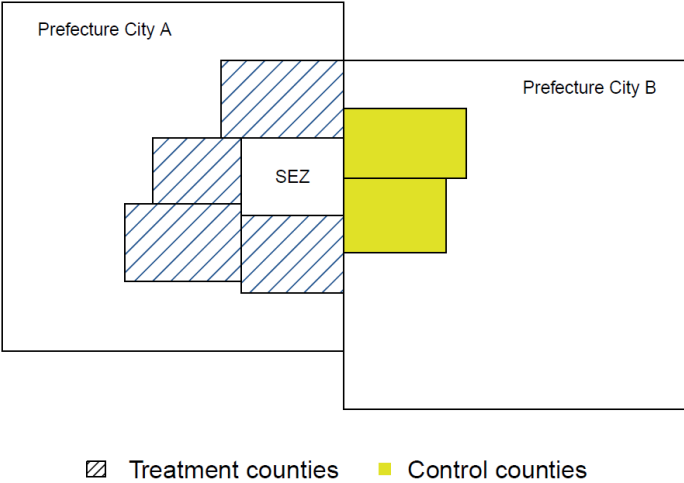 Prefecture City A
Prefecture City B
SEZ
Treatment counties
Control counties